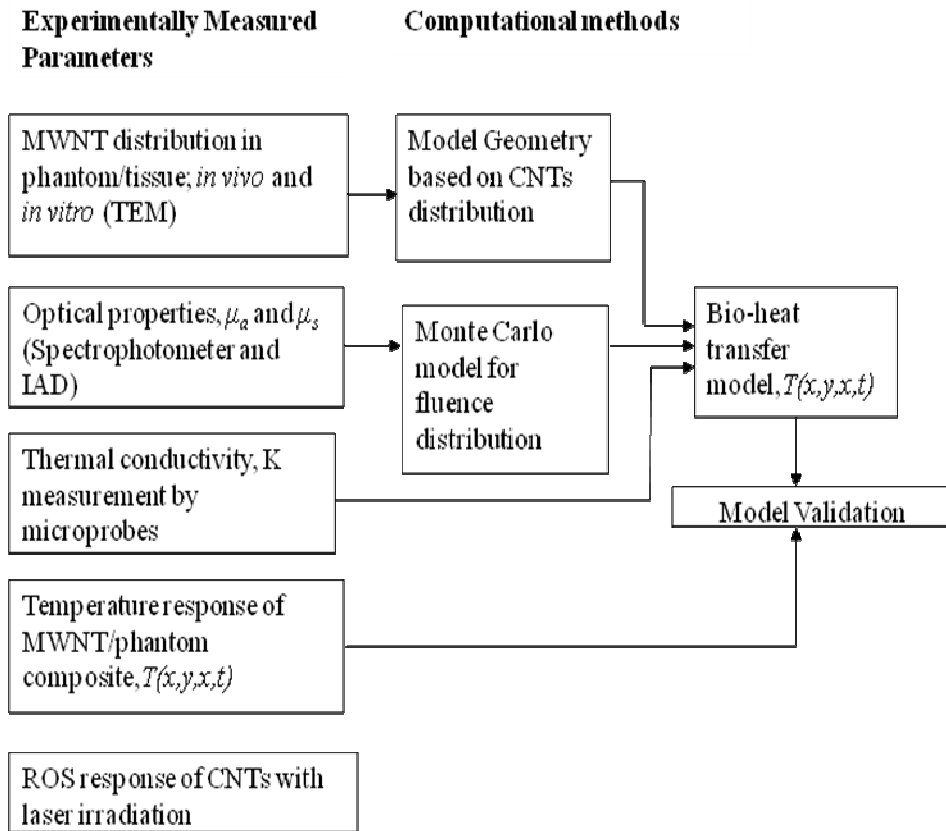 Experimentally Measured
Parameters
Computational methods
MWNT distribution in
phantom/tissue; in vivo and
in vitro (TEM)
Model Geometry
based on CNTs
distribution
Optical properties, μa and μs
(Spectrophotometer and
IAD)
Monte Carlo
model for
fluence
distribution
Bio-heat
transfer
model, T(x,y,x,t)
Thermal conductivity, K
measurement by
microprobes
Model Validation
Temperature response of
MWNT/phantom
composite, T(x,y,x,t)
ROS response of CNTs with
laser irradiation